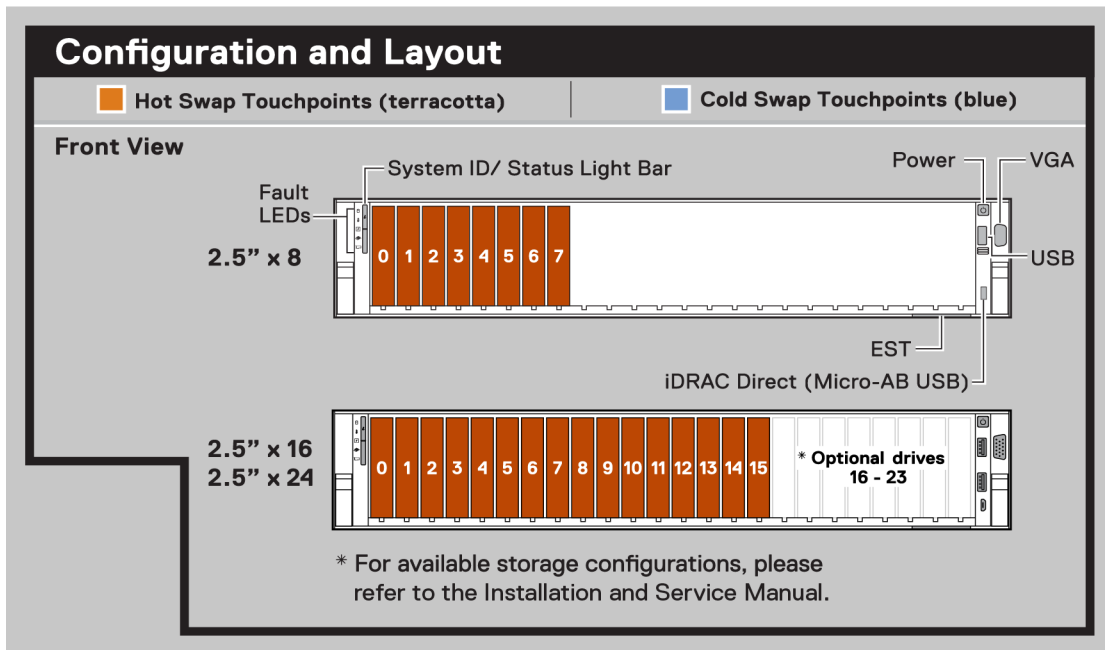 Configuration and Layout
Hot Swap Touchpoints (terracotta)
Cold Swap Touchpoints (blue)
Front View
System ID/ Status Light Bar
Power
VGA
Fault
LEDs
2.5” x 8
0 1 2 3 4 5 6 7
USB
EST
iDRAC Direct (Micro-AB USB)
2.5” x 16
2.5” x 24
0 1 2 3 4 5 6 7 8 9 10 11 12 13 14 15
* Optional drives
16 - 23
* For available storage configurations, please
refer to the Installation and Service Manual.